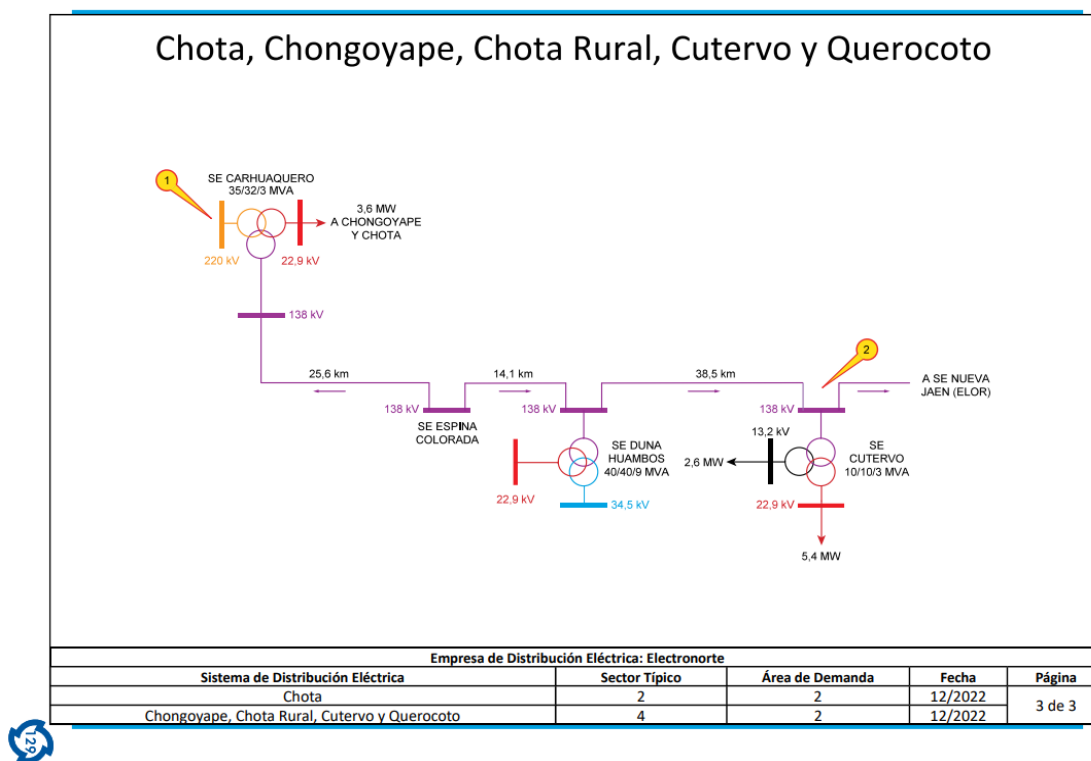 Chota, Chongoyape, Chota Rural, Cutervo y Querocoto
1
SE CARHUAQUERO
35/32/3 MVA
3,6 MW
A CHONGOYAPE
Y CHOTA
220 kV
22,9 kV
138 kV
2
25,6 km
14,1 km
38,5 km
A SE NUEVA
JAEN (ELOR)
138 kV
138 kV
138 kV
SE ESPINA
COLORADA
13,2 kV
SE DUNA
HUAMBOS
40/40/9 MVA
SE
CUTERVO
10/10/3 MVA
2,6 MW
22,9 kV
34,5 kV
22,9 kV
5,4 MW
Empresa de Distribución Eléctrica: Electronorte
Sistema de Distribución Eléctrica Sector Típico Área de Demanda Fecha Página
Chota 2 2 12/2022 3 de 3
Chongoyape, Chota Rural, Cutervo y Querocoto 4 2 12/2022
129